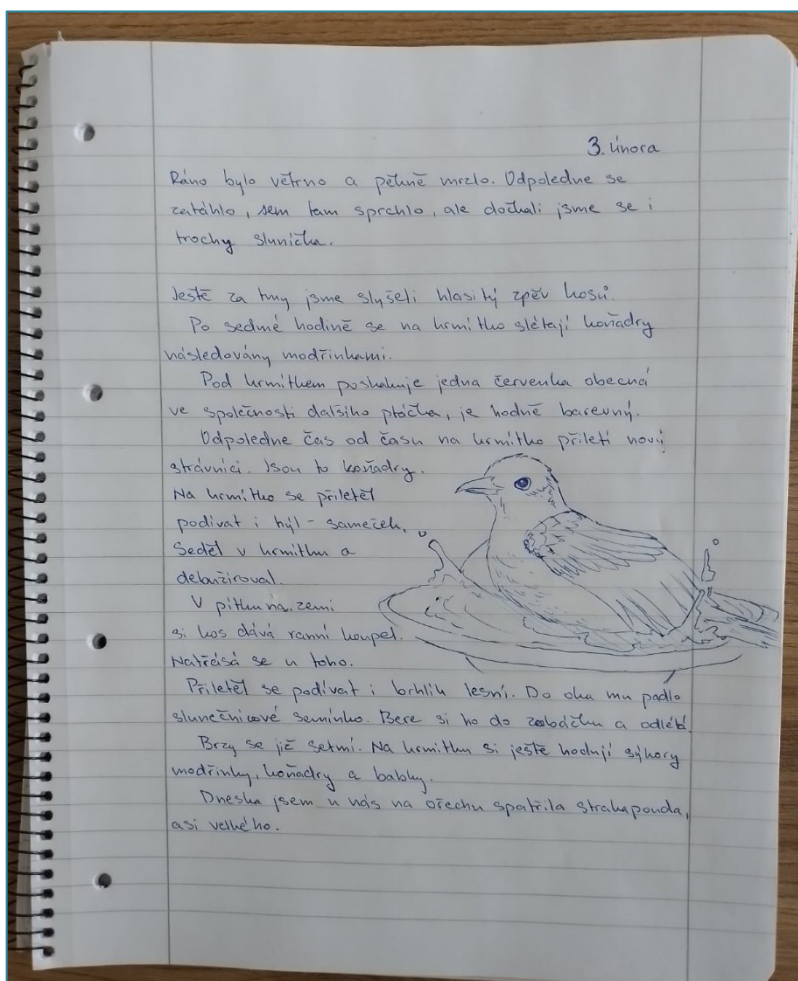 3. února
Ráno bylo větrno a pěkně mrzlo. Odpoledne se
zatáhlo, sem tam sprchlo, ale dočkali jsme se i
trochy sluníčka.
Ještě za tmy jsme slyšeli hlasitý zpěv kosů.
Po sedmé hodině se na krmítko slétají koňadry
následovány modřinkami.
Pod krmítkem poskakuje jedna červenka obecná
ve společnosti dalšího ptáčka, je hodně barevný.
Odpoledne čas od času na krmítko přiletí noví
strávníci. Jsou to koňadry.
Na krmítko se přiletěl
podívat i hýl - sameček.
Seděl v krmítku a
debužíroval.
V pítku na zemi
si kos dává ranní koupel.
Natřásá se u toho.
Přiletěl se podívat i brhlík lesní. Do oka mu padlo
slunečnicové semínko. Bere si ho do zobáčku a odlétá.
Brzy se již setmí. Na krmítku si ještě hodují sýkory
modřinky, koňadry a babky.
Dneska jsem u nás na ořechu spatřila strakapouda,
asi velkého.